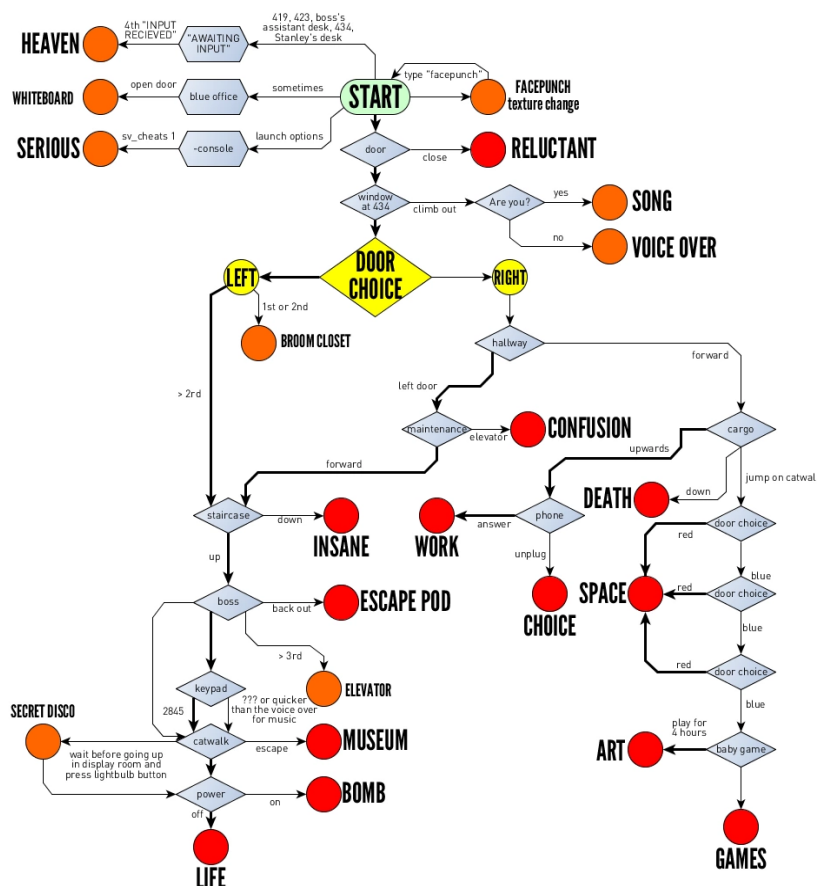 4th "INPUT
RECIEVED"
419, 423, boss's
assistant desk, 434,
Stanley's desk
HEAVEN
"AWAITING
INPUT"
type "facepunch"
open door
sometimes
WHITEBOARD
blue office
START
FACEPUNCH
texture change
sv_cheats 1
launch options
SERIOUS
-console
door
close
RELUCTANT
window
at 434
climb out
Are you?
yes
SONG
no
VOICE OVER
DOOR
CHOICE
LEFT
RIGHT
1st or 2nd
BROOM CLOSET
hallway
forward
> 2rd
left door
maintenance
elevator
CONFUSION
cargo
upwards
forward
jump on catwal
down
DEATH
staircase
down
INSANE
answer
WORK
phone
unplug
CHOICE
door choice
red
blue
up
boss
back out
ESCAPE POD
SPACE
red
door choice
blue
> 3rd
red
door choice
blue
keypad
ELEVATOR
2845
??? or quicker
than the voice over
for music
SECRET DISCO
catwalk
escape
MUSEUM
wait before going up
in display room and
press lightbulb button
play for
4 hours
ART
baby game
power
on
BOMB
off
LIFE
GAMES